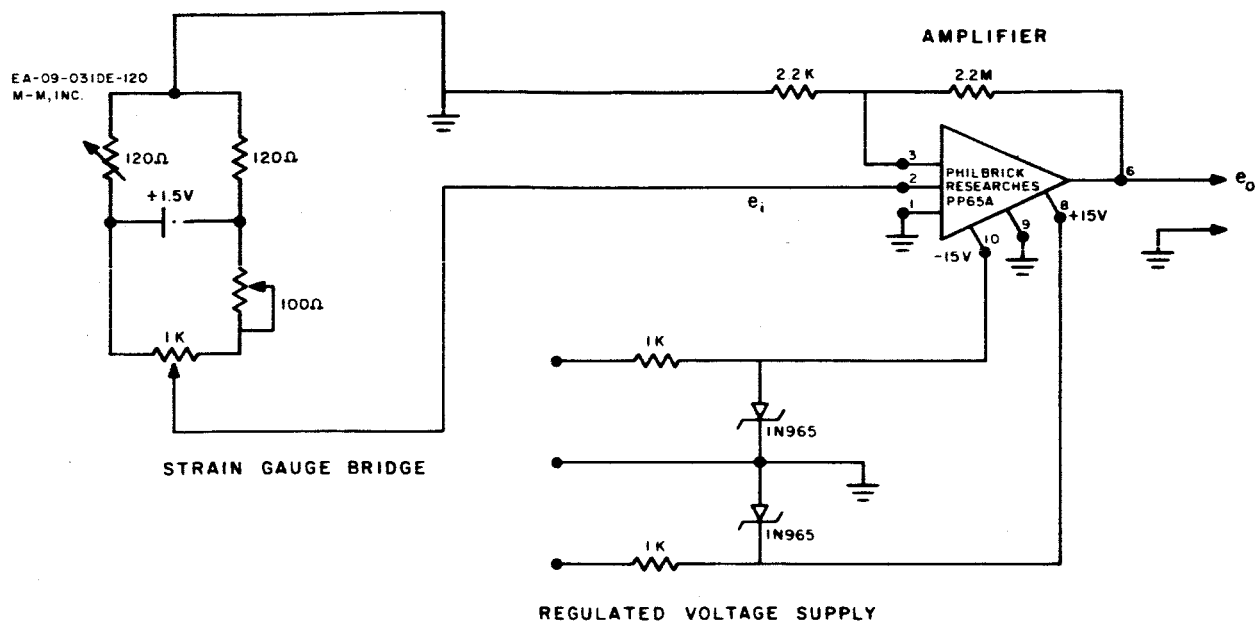 AMPLIFIER
EA-09-031DE-120
M-M, INC.
2.2K
2.2M
120Ω
120Ω
+1.5V
3
2
1
PHILBRICK
RESEARCHES
PP65A
6
eo
ei
8
+15V
9
10
-15V
100Ω
1K
1K
1N965
STRAIN GAUGE BRIDGE
1N965
1K
REGULATED VOLTAGE SUPPLY